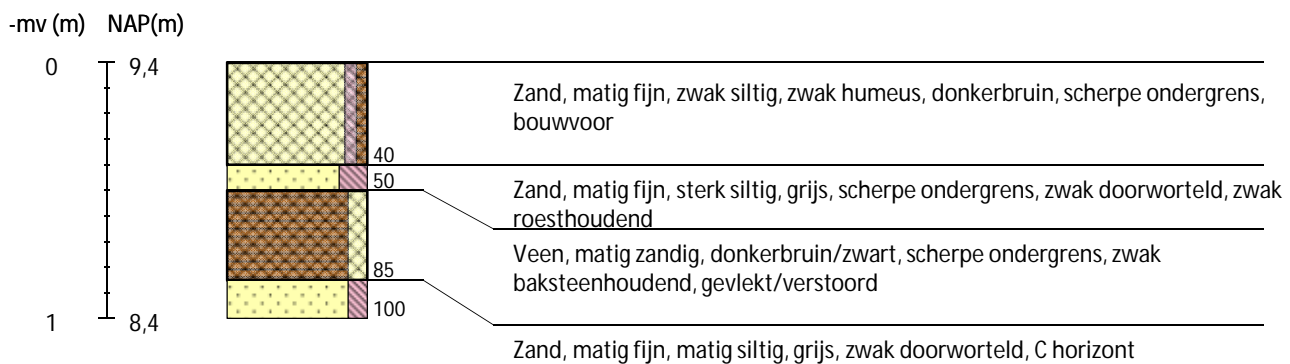 -mv (m) NAP(m)
0 9,4
Zand, matig fijn, zwak siltig, zwak humeus, donkerbruin, scherpe ondergrens,
bouwvoor
40
50
Zand, matig fijn, sterk siltig, grijs, scherpe ondergrens, zwak doorworteld, zwak
roesthoudend
Veen, matig zandig, donkerbruin/zwart, scherpe ondergrens, zwak
baksteenhoudend, gevlekt/verstoord
85
100
1 8,4
Zand, matig fijn, matig siltig, grijs, zwak doorworteld, C horizont